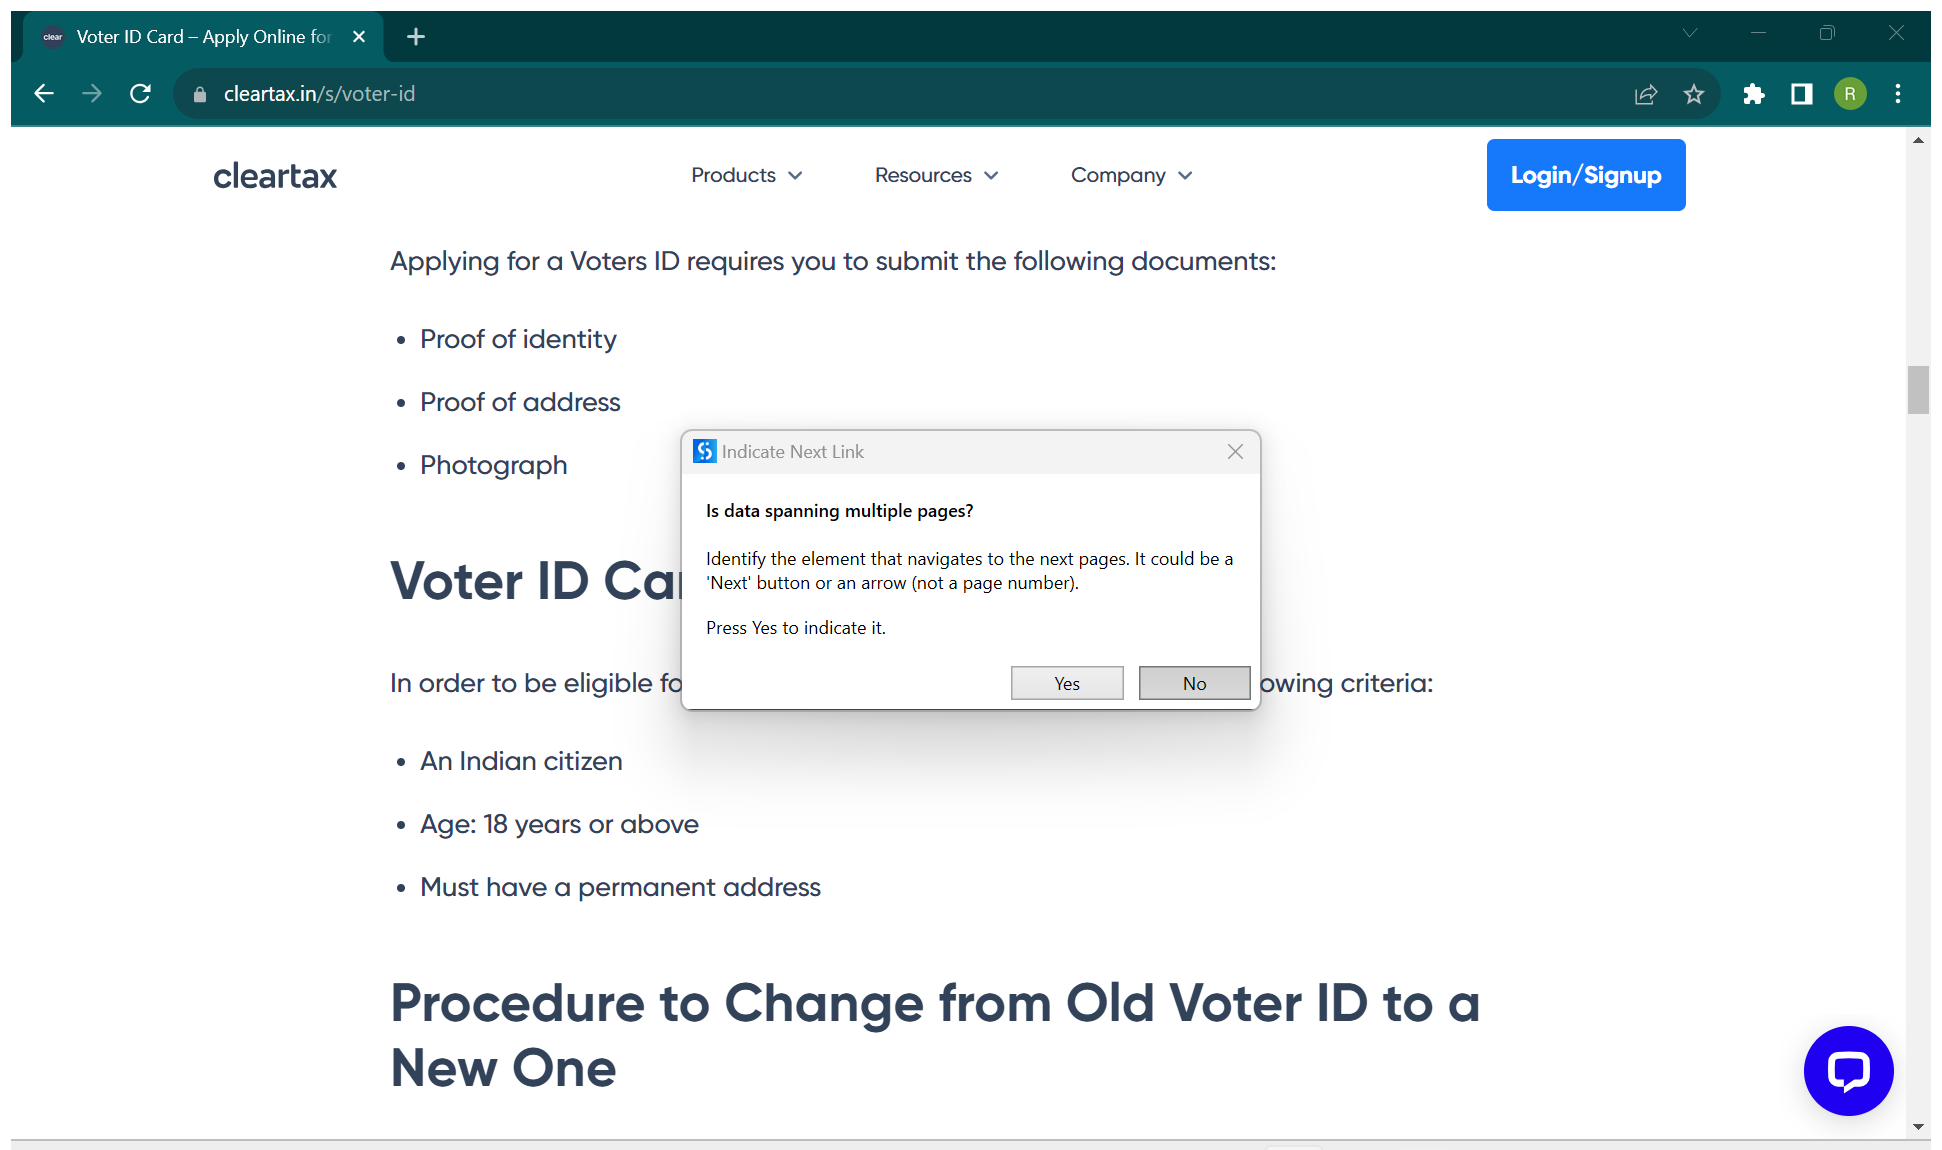 clear Voter ID Card – Apply Online for
cleartax.in/s/voter-id
R
cleartax
Products
Resources
Company
Login/Signup
Applying for a Voters ID requires you to submit the following documents:
• Proof of identity
• Proof of address
• Photograph
Indicate Next Link
Is data spanning multiple pages?
Identify the element that navigates to the next pages. It could be a
'Next' button or an arrow (not a page number).
Press Yes to indicate it.
Yes
No
Voter ID Car
In order to be eligible fo
owing criteria:
• An Indian citizen
• Age: 18 years or above
• Must have a permanent address
Procedure to Change from Old Voter ID to a
New One